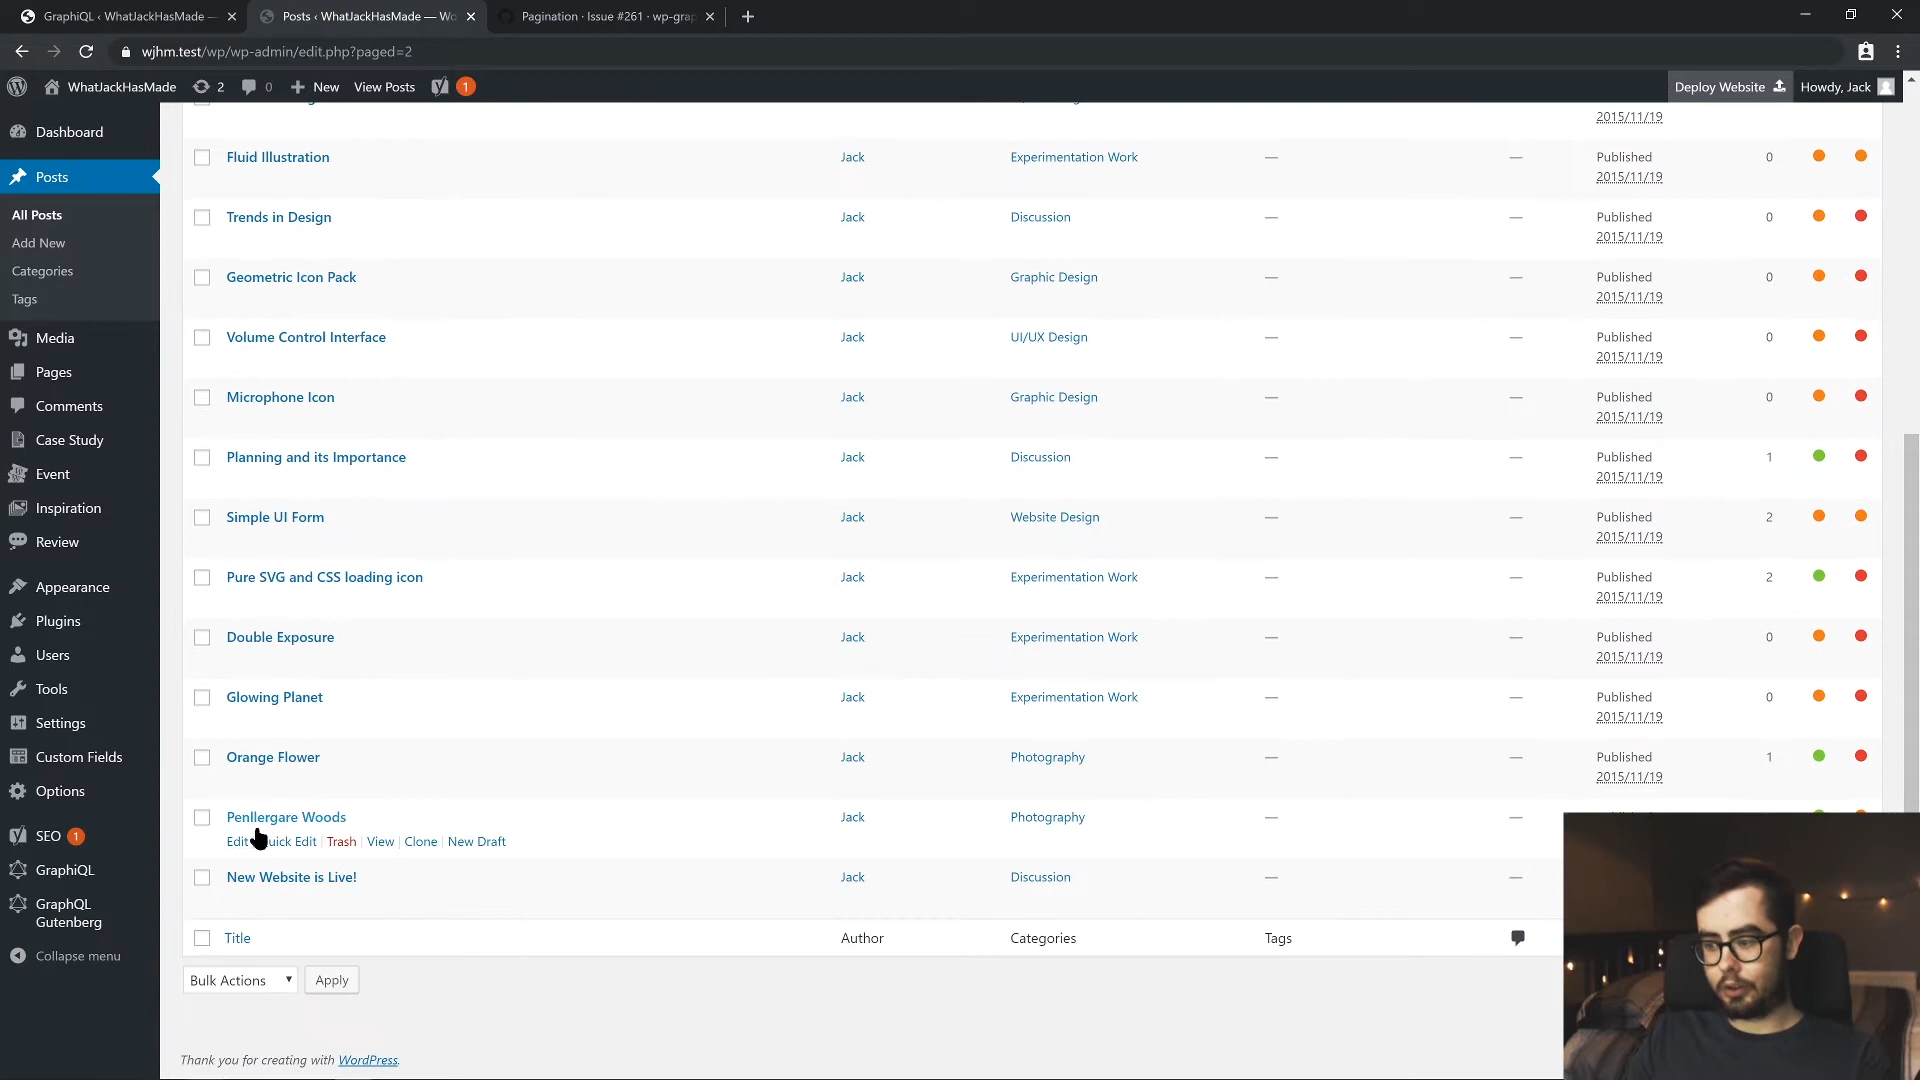 GraphiQL ‹ WhatJackHasMade —
Posts ‹ WhatJackHasMade — Wo
Pagination · Issue #261 · wp-grap
wjhm.test/wp/wp-admin/edit.php?paged=2
WhatJackHasMade 2 0 New View Posts 1 Deploy Website Howdy, Jack
Dashboard
Posts
All Posts
Add New
Categories
Tags
Media
Pages
Comments
Case Study
Event
Inspiration
Review
Appearance
Plugins
Users
Tools
Settings
Custom Fields
Options
SEO 1
GraphiQL
GraphQL
Gutenberg
Collapse menu
2015/11/19
Fluid Illustration Jack Experimentation Work — — Published 0
2015/11/19
Trends in Design Jack Discussion — — Published 0
2015/11/19
Geometric Icon Pack Jack Graphic Design — — Published 0
2015/11/19
Volume Control Interface Jack UI/UX Design — — Published 0
2015/11/19
Microphone Icon Jack Graphic Design — — Published 0
2015/11/19
Planning and its Importance Jack Discussion — — Published 1
2015/11/19
Simple UI Form Jack Website Design — — Published 2
2015/11/19
Pure SVG and CSS loading icon Jack Experimentation Work — — Published 2
2015/11/19
Double Exposure Jack Experimentation Work — — Published 0
2015/11/19
Glowing Planet Jack Experimentation Work — — Published 0
2015/11/19
Orange Flower Jack Photography — — Published 1
2015/11/19
Penllergare Woods Jack Photography — —
Edit uick Edit | Trash | View | Clone | New Draft
New Website is Live! Jack Discussion — —
Title Author Categories Tags
Bulk Actions Apply
Thank you for creating with WordPress.